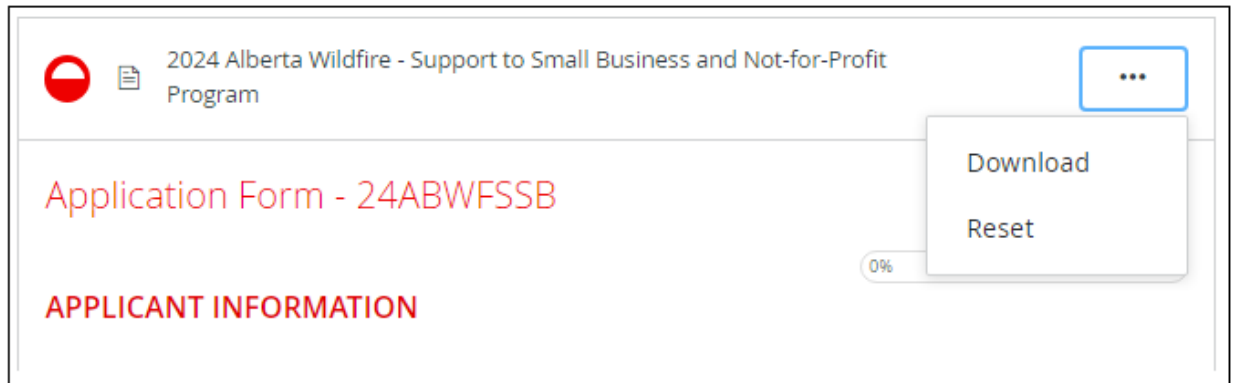 2024 Alberta Wildfire - Support to Small Business and Not-for-Profit
Program
•••
Download
Reset
Application Form - 24ABWFSSB
0%
APPLICANT INFORMATION